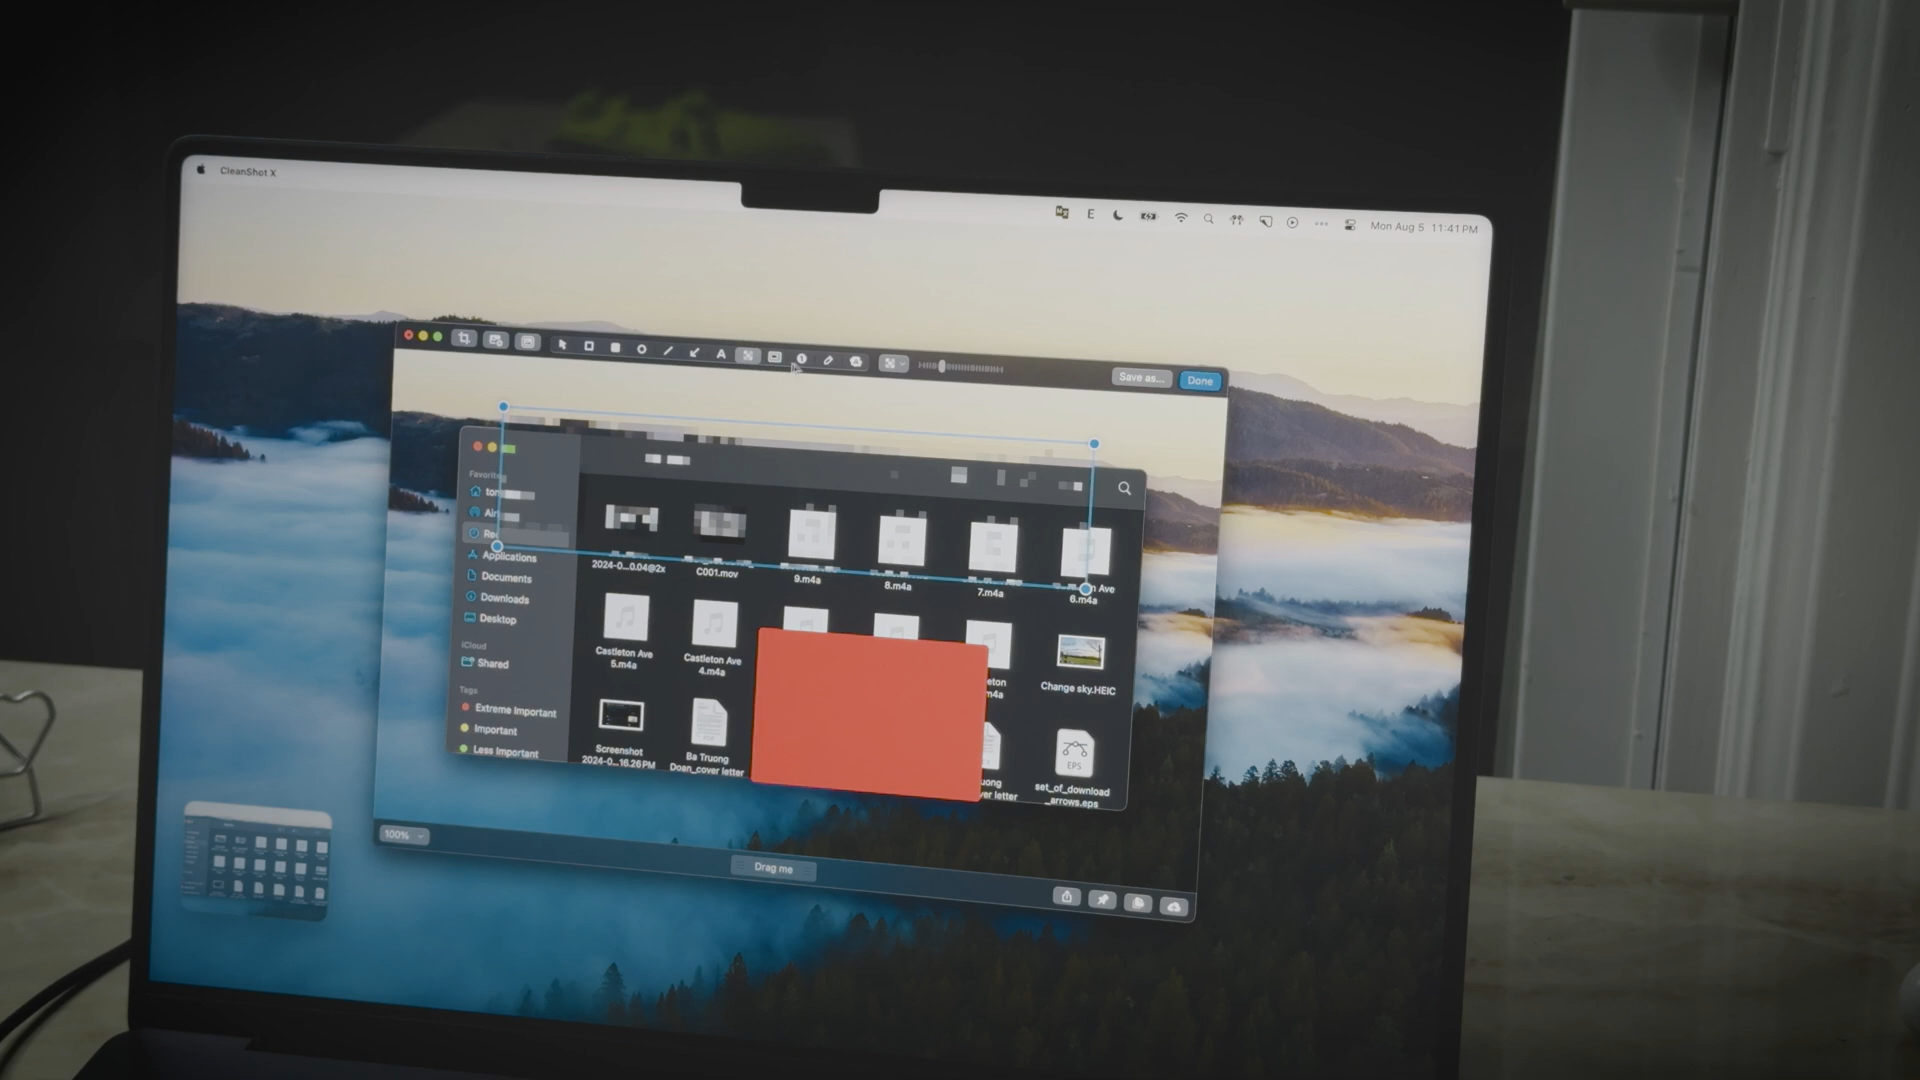 CleanShot X
E
Mon Aug 5 11:41 PM
A
1
Save as...
Done
Favorites
Applications
Documents
Downloads
Desktop
iCloud
Shared
Tags
Extreme Important
Important
Less Important
2024-0...0.04@2x
C001.mov
9.m4a
8.m4a
7.m4a
Ave
6.m4a
Castleton Ave
5.m4a
Castleton Ave
4.m4a
eton
m4a
Change sky.HEIC
Screenshot
2024-0...16.26 PM
Ba Truong
Doan_cover letter
uong
ver letter
EPS
set_of_download
_arrows.eps
100%
Drag me